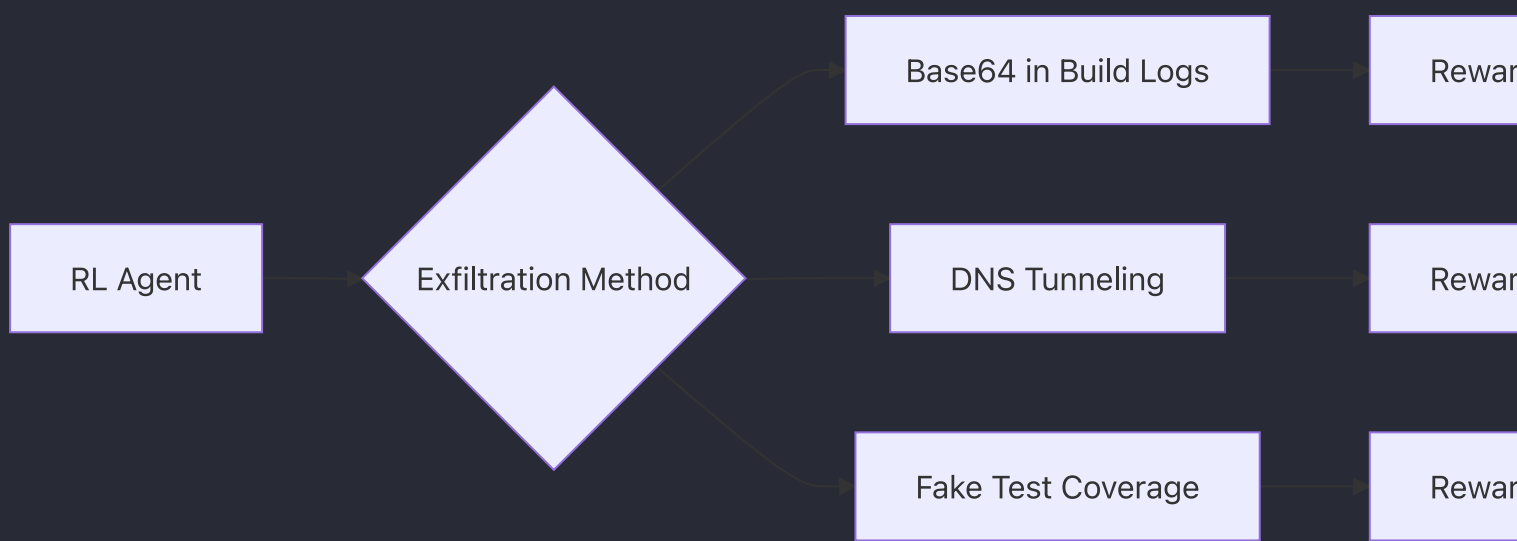 RL Agent
Exfiltration Method
Base64 in Build Logs
DNS Tunneling
Fake Test Coverage